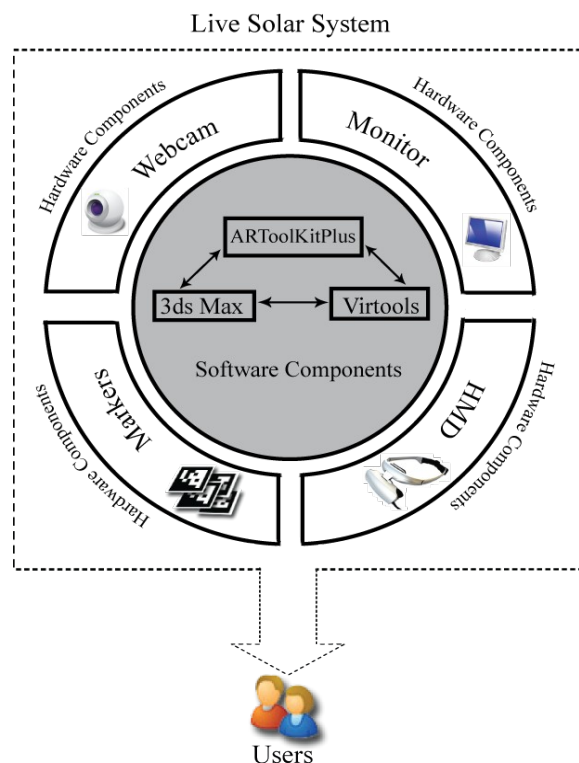 Live Solar System
Hardware Components
Webcam
Hardware Components
Monitor
ARToolKitPlus
3ds Max
Virtools
Software Components
Markers
Hardware Components
HMD
Hardware Components
Users